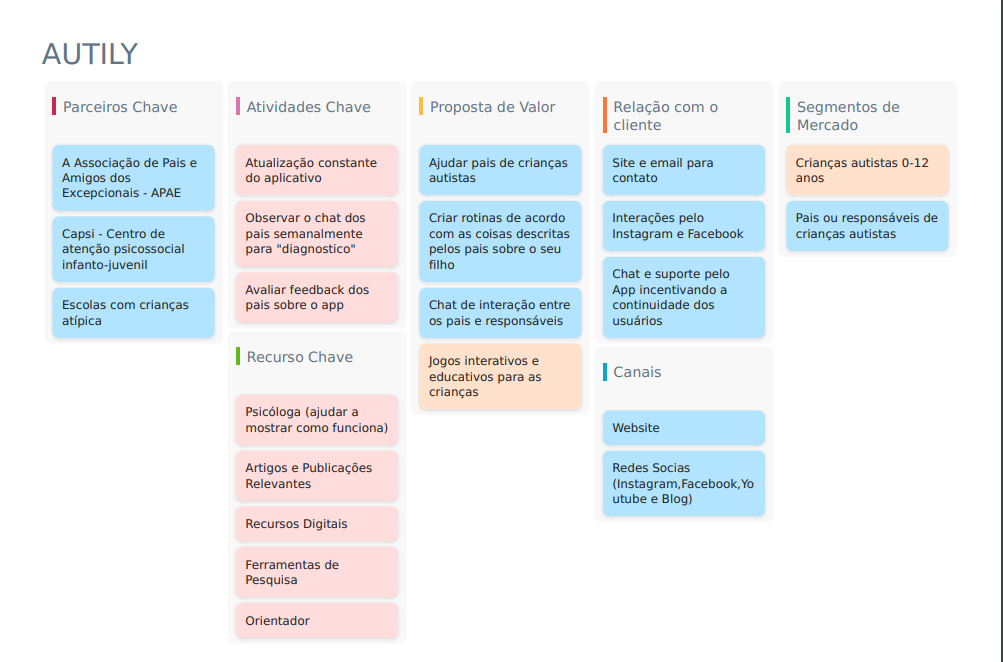 AUTILY
Parceiros Chave
A Associação de Pais e
Amigos dos
Excepcionais - APAE
Capsi - Centro de
atenção psicossocial
infanto-juvenil
Escolas com crianças
atípica
Atividades Chave
Atualização constante
do aplicativo
Observar o chat dos
pais semanalmente
para "diagnostico"
Avaliar feedback dos
pais sobre o app
Recurso Chave
Psicóloga (ajudar a
mostrar como funciona)
Artigos e Publicações
Relevantes
Recursos Digitais
Ferramentas de
Pesquisa
Orientador
Proposta de Valor
Ajudar pais de crianças
autistas
Criar rotinas de acordo
com as coisas descritas
pelos pais sobre o seu
filho
Chat de interação entre
os pais e responsáveis
Jogos interativos e
educativos para as
crianças
Relação com o
cliente
Site e email para
contato
Interações pelo
Instagram e Facebook
Chat e suporte pelo
App incentivando a
continuidade dos
usuários
Canais
Website
Redes Socias
(Instagram,Facebook,Yo
utube e Blog)
Segmentos de
Mercado
Crianças autistas 0-12
anos
Pais ou responsáveis de
crianças autistas